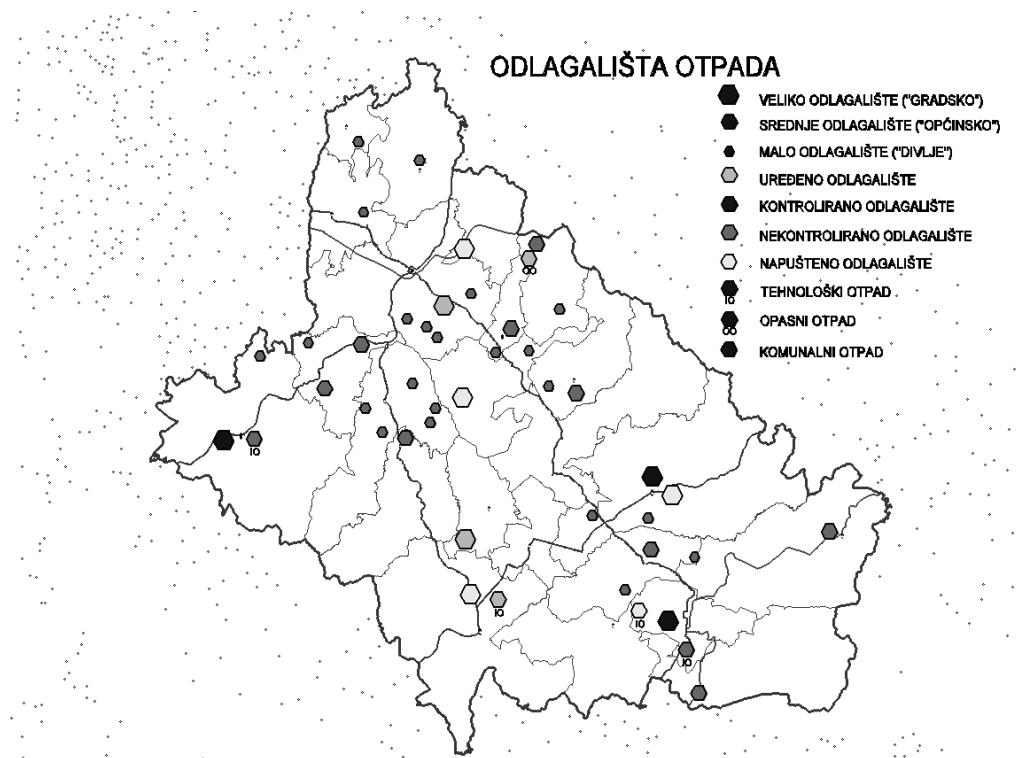 ODLAGALIŠTA OTPADA
VELIKO ODLAGALIŠTE ("GRADSKO")
SREDNJE ODLAGALIŠTE ("OPĆINSKO")
MALO ODLAGALIŠTE ("DIVLJE")
UREĐENO ODLAGALIŠTE
KONTROLIRANO ODLAGALIŠTE
NEKONTROLIRANO ODLAGALIŠTE
NAPUŠTENO ODLAGALIŠTE
TEHNOLOŠKI OTPAD
OPASNI OTPAD
KOMUNALNI OTPAD